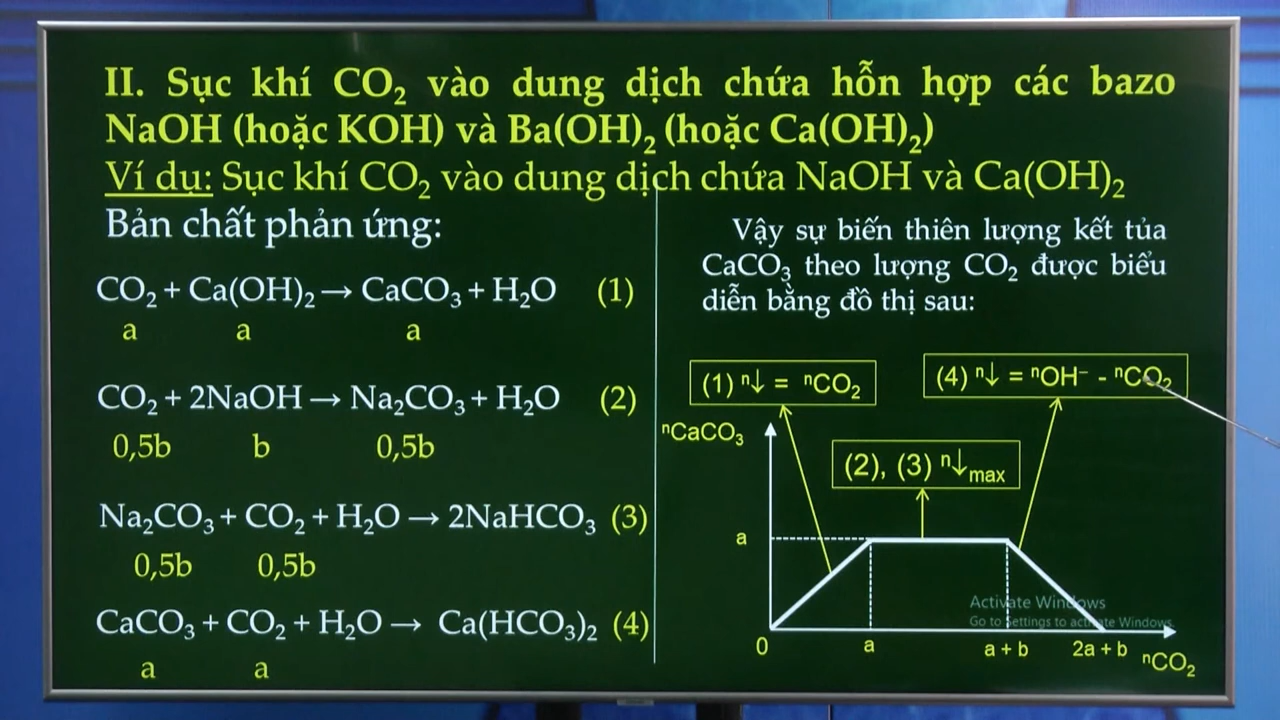 II. Sục khí CO₂ vào dung dịch chứa hỗn hợp các bazo
NaOH (hoặc KOH) và Ba(OH)₂ (hoặc Ca(OH)₂)
Ví dụ: Sục khí CO₂ vào dung dịch chứa NaOH và Ca(OH)₂
Bản chất phản ứng:
CO₂ + Ca(OH)₂ → CaCO₃ + H₂O (1)
a a a
CO₂ + 2NaOH → Na₂CO₃ + H₂O (2)
0,5b b 0,5b
Na₂CO₃ + CO₂ + H₂O → 2NaHCO₃ (3)
0,5b 0,5b
CaCO₃ + CO₂ + H₂O → Ca(HCO₃)₂ (4)
a a
Vậy sự biến thiên lượng kết tủa
CaCO₃ theo lượng CO₂ được biểu
diễn bằng đồ thị sau:
(1) n↓ = nCO₂
(4) n↓ = nOH⁻ - nCO₂
nCaCO₃
(2), (3) n↓max
a
Activate Windows
Go to Settings to activate Windows.
0 a a + b 2a + b nCO₂